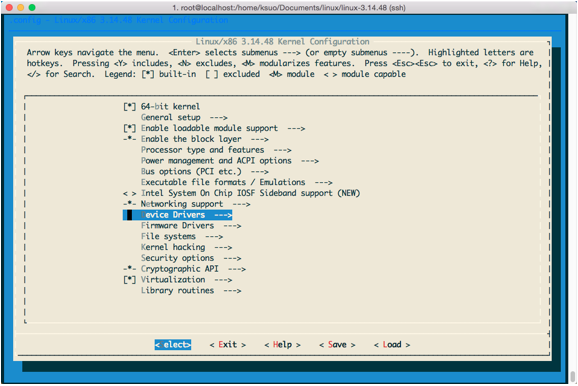 1. root@localhost:/home/ksuo/Documents/linux/linux-3.14.48 (ssh)
config - Linux/x86 3.14.48 Kernel Configuration
Linux/x86 3.14.48 Kernel Configuration
Arrow keys navigate the menu. <Enter> selects submenus ---> (or empty submenus ----). Highlighted letters are
hotkeys. Pressing <Y> includes, <N> excludes, <M> modularizes features. Press <Esc><Esc> to exit, <?> for Help,
</> for Search. Legend: [*] built-in [ ] excluded <M> module < > module capable
[*] 64-bit kernel
General setup --->
[*] Enable loadable module support --->
-*- Enable the block layer --->
Processor type and features --->
Power management and ACPI options --->
Bus options (PCI etc.) --->
Executable file formats / Emulations --->
< > Intel System On Chip IOSF Sideband support (NEW)
-*- Networking support --->
evice Drivers --->
Firmware Drivers --->
File systems --->
Kernel hacking --->
Security options --->
-*- Cryptographic API --->
[*] Virtualization --->
Library routines --->
< elect> < Exit > < Help > < Save > < Load >